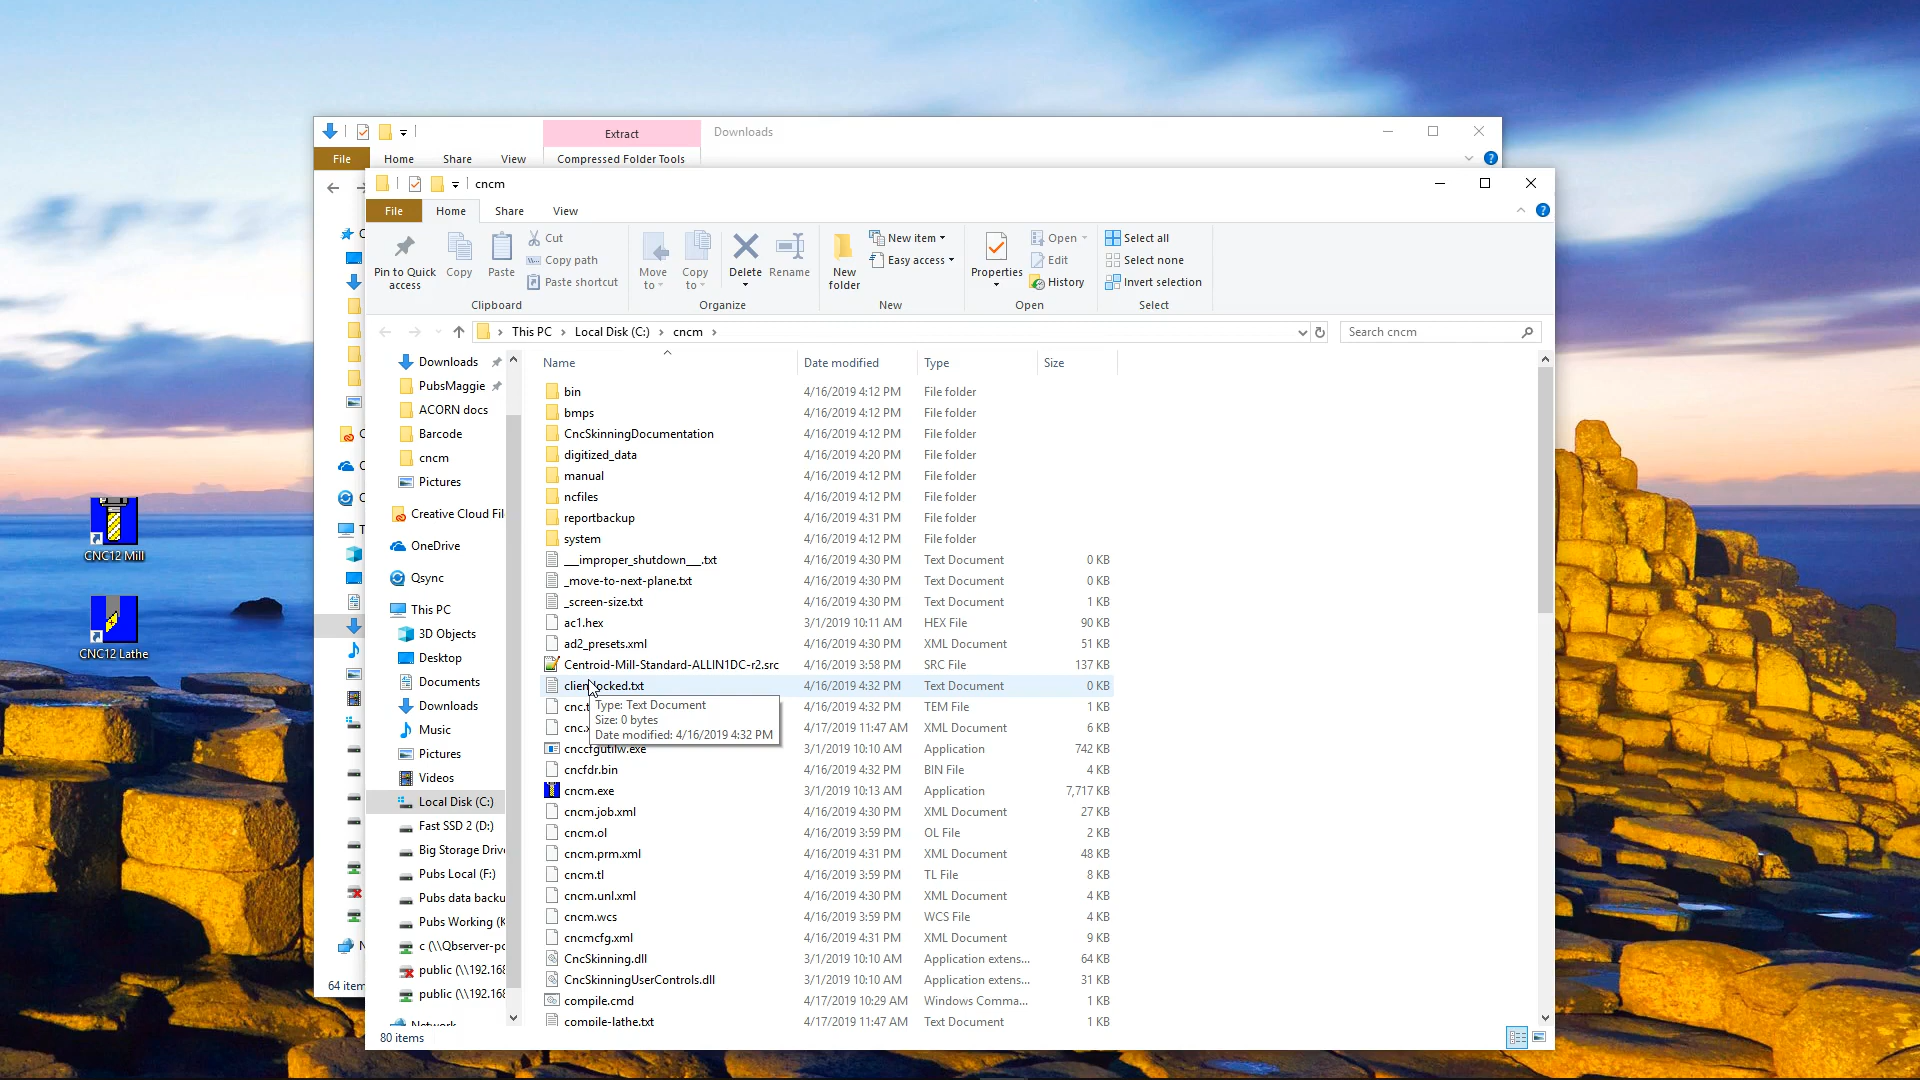 Extract
Downloads
File
Home
Share
View
Compressed Folder Tools
cncm
File
Home
Share
View
Pin to Quick access
Copy
Paste
Cut
Copy path
Paste shortcut
Clipboard
Move to
Copy to
Delete
Rename
Organize
New folder
New item
Easy access
New
Properties
Open
Edit
History
Open
Select all
Select none
Invert selection
Select
This PC > Local Disk (C:) > cncm >
Search cncm
Downloads
PubsMaggie
ACORN docs
Barcode
cncm
Pictures
Creative Cloud Fil
OneDrive
Qsync
This PC
3D Objects
Desktop
Documents
Downloads
Music
Pictures
Videos
Local Disk (C:)
Fast SSD 2 (D:)
Big Storage Driv
Pubs Local (F:)
Pubs data backu
Pubs Working (K
c (\\Qbserver-pc
public (\\192.168
public (\\192.168
Network
Name Date modified Type Size
bin 4/16/2019 4:12 PM File folder
bmps 4/16/2019 4:12 PM File folder
CncSkinningDocumentation 4/16/2019 4:12 PM File folder
digitized_data 4/16/2019 4:20 PM File folder
manual 4/16/2019 4:12 PM File folder
ncfiles 4/16/2019 4:12 PM File folder
reportbackup 4/16/2019 4:31 PM File folder
system 4/16/2019 4:12 PM File folder
___improper_shutdown___.txt 4/16/2019 4:30 PM Text Document 0 KB
_move-to-next-plane.txt 4/16/2019 4:30 PM Text Document 0 KB
_screen-size.txt 4/16/2019 4:30 PM Text Document 1 KB
ac1.hex 3/1/2019 10:11 AM HEX File 90 KB
ad2_presets.xml 4/16/2019 4:30 PM XML Document 51 KB
Centroid-Mill-Standard-ALLIN1DC-r2.src 4/16/2019 3:58 PM SRC File 137 KB
clien ocked.txt 4/16/2019 4:32 PM Text Document 0 KB
cnc.t 4/16/2019 4:32 PM TEM File 1 KB
cnc.x 4/17/2019 11:47 AM XML Document 6 KB
cnccfgutilw.exe 3/1/2019 10:10 AM Application 742 KB
cncfdr.bin 4/16/2019 4:32 PM BIN File 4 KB
cncm.exe 3/1/2019 10:13 AM Application 7,717 KB
cncm.job.xml 4/16/2019 4:30 PM XML Document 27 KB
cncm.ol 4/16/2019 3:59 PM OL File 2 KB
cncm.prm.xml 4/16/2019 4:31 PM XML Document 48 KB
cncm.tl 4/16/2019 3:59 PM TL File 8 KB
cncm.unl.xml 4/16/2019 4:30 PM XML Document 4 KB
cncm.wcs 4/16/2019 3:59 PM WCS File 4 KB
cncmcfg.xml 4/16/2019 4:31 PM XML Document 9 KB
CncSkinning.dll 3/1/2019 10:10 AM Application extens... 64 KB
CncSkinningUserControls.dll 3/1/2019 10:10 AM Application extens... 31 KB
compile.cmd 4/17/2019 10:29 AM Windows Comma... 1 KB
compile-lathe.txt 4/17/2019 11:47 AM Text Document 1 KB
Type: Text Document
Size: 0 bytes
Date modified: 4/16/2019 4:32 PM
80 items
64 item
CNC12 Mill
CNC12 Lathe